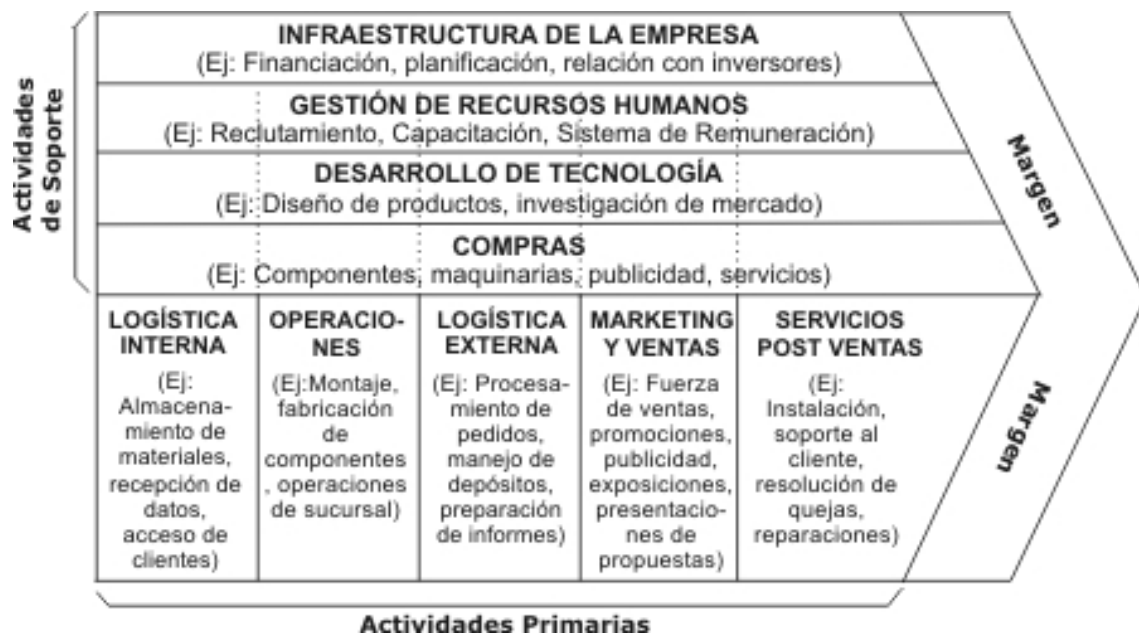 Actividades
de Soporte
INFRAESTRUCTURA DE LA EMPRESA
(Ej: Financiación, planificación, relación con inversores)
GESTIÓN DE RECURSOS HUMANOS
(Ej: Reclutamiento, Capacitación, Sistema de Remuneración)
DESARROLLO DE TECNOLOGÍA
(Ej: Diseño de productos, investigación de mercado)
COMPRAS
(Ej: Componentes, maquinarias, publicidad, servicios)
LOGÍSTICA
INTERNA
(Ej:
Almacena-
miento de
materiales,
recepción de
datos,
acceso de
clientes)
OPERACIO-
NES
(Ej:Montaje,
fabricación
de
componentes
, operaciones
de sucursal)
LOGÍSTICA
EXTERNA
(Ej: Procesa-
miento de
pedidos,
manejo de
depósitos,
preparación
de informes)
MARKETING
Y VENTAS
(Ej: Fuerza
de ventas,
promociones,
publicidad,
exposiciones,
presentacio-
nes de
propuestas)
SERVICIOS
POST VENTAS
(Ej:
Instalación,
soporte al
cliente,
resolución de
quejas,
reparaciones)
Margen
Margen
Actividades Primarias